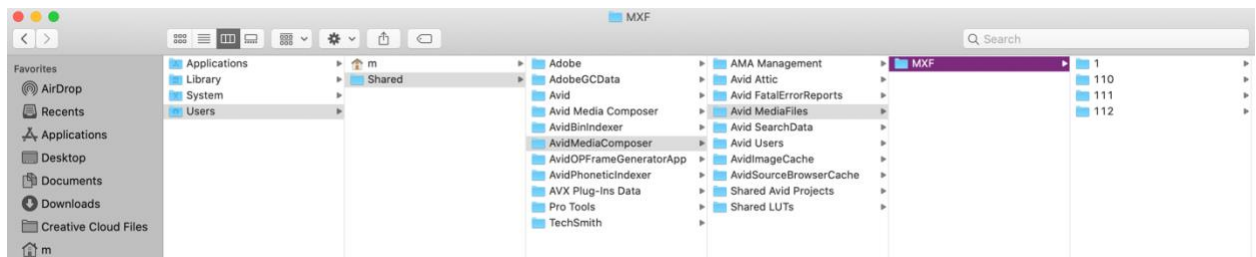 MXF
Search
Favorites
AirDrop
Recents
Applications
Desktop
Documents
Downloads
Creative Cloud Files
m
Applications
Library
System
Users
m
Shared
Adobe
AdobeGCData
Avid
Avid Media Composer
AvidBinIndexer
AvidMediaComposer
AvidOPFrameGeneratorApp
AvidPhoneticIndexer
AVX Plug-Ins Data
Pro Tools
TechSmith
AMA Management
Avid Attic
Avid FatalErrorReports
Avid MediaFiles
Avid SearchData
Avid Users
AvidImageCache
AvidSourceBrowserCache
Shared Avid Projects
Shared LUTs
MXF
1
110
111
112